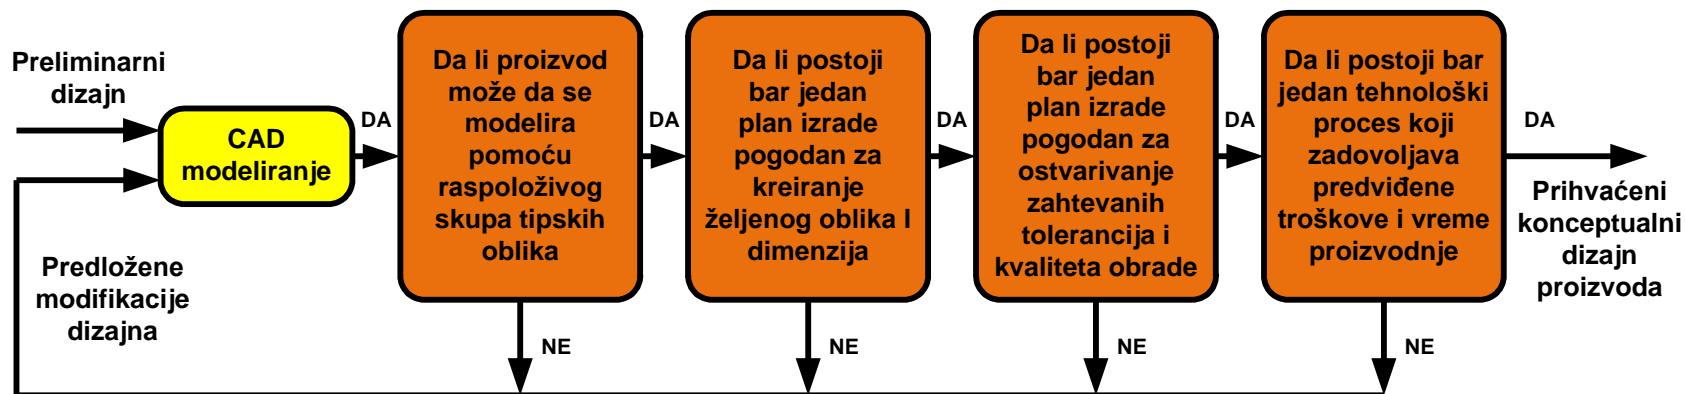 Preliminarni
dizajn
CAD
modeliranje
Predložene
modifikacije
dizajna
DA
Da li proizvod
može da se
modelira
pomoću
raspoloživog
skupa tipskih
oblika
NE
DA
Da li postoji
bar jedan
plan izrade
pogodan za
kreiranje
željenog oblika I
dimenzija
NE
DA
Da li postoji
bar jedan
plan izrade
pogodan za
ostvarivanje
zahtevanih
tolerancija i
kvaliteta obrade
NE
DA
Da li postoji bar
jedan tehnološki
proces koji
zadovoljava
predviđene
troškove i vreme
proizvodnje
NE
DA
Prihvaćeni
konceptualni
dizajn
proizvoda